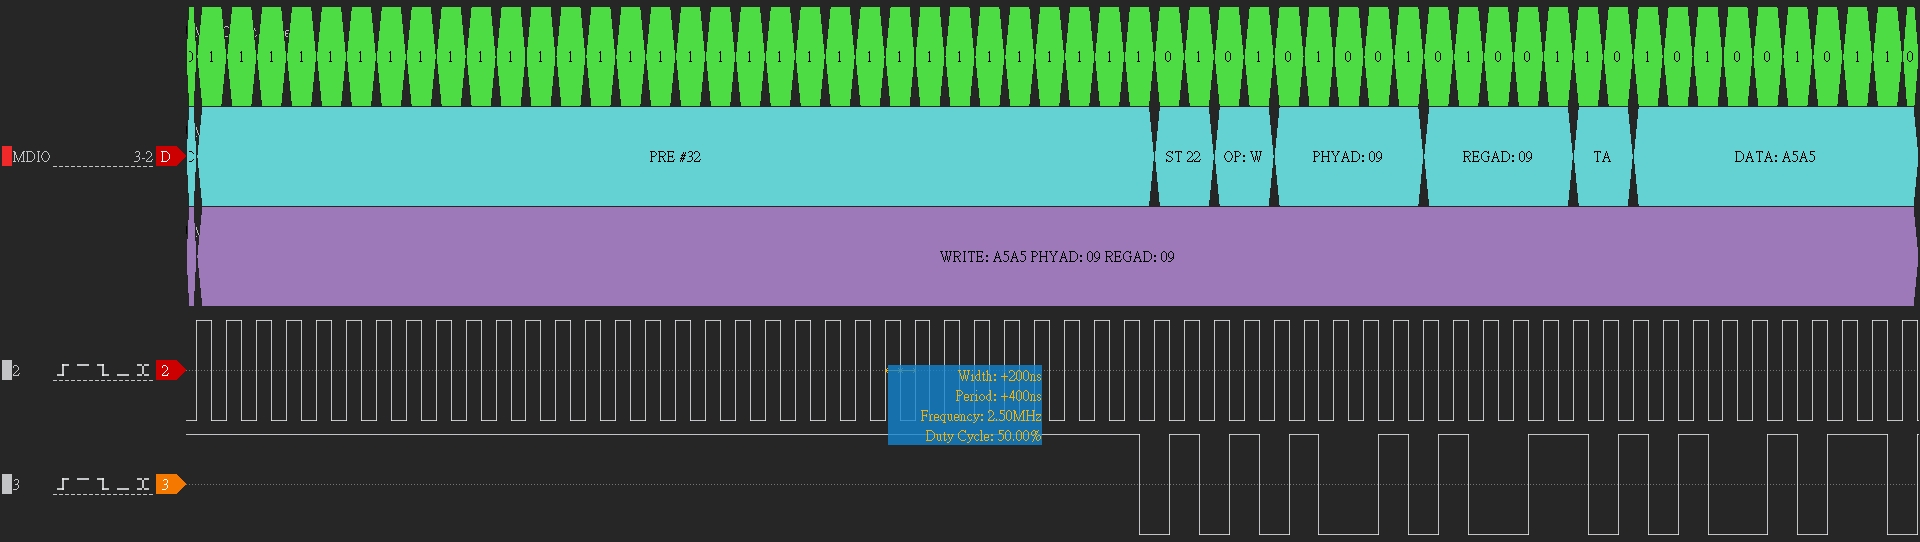 0 1 1 1 1 1 1 1 1 1 1 1 1 1 1 1 1 1 1 1 1 1 1 1 1 1 1 1 1 1 1 1 1 0 1 0 1 0 1 0 0 1 0 1 0 0 1 1 0 1 0 1 0 0 1 0 1 1 0
MDIO 3-2 D PRE #32 ST 22 OP: W PHYAD: 09 REGAD: 09 TA DATA: A5A5
WRITE: A5A5 PHYAD: 09 REGAD: 09
2 2
Width: +200ns
Period: +400ns
Frequency: 2.50MHz
Duty Cycle: 50.00%
3 3